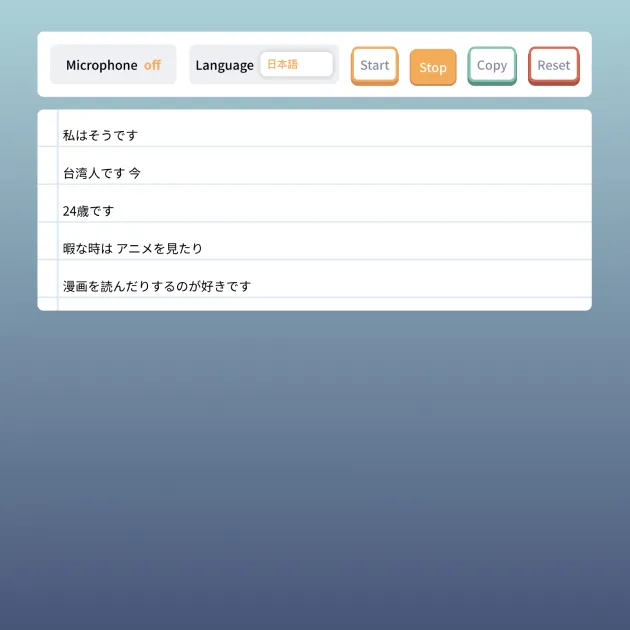 Microphone off Language 日本語 Start Stop Copy Reset
私はそうです
台湾人です 今
24歳です
暇な時は アニメを見たり
漫画を読んだりするのが好きです